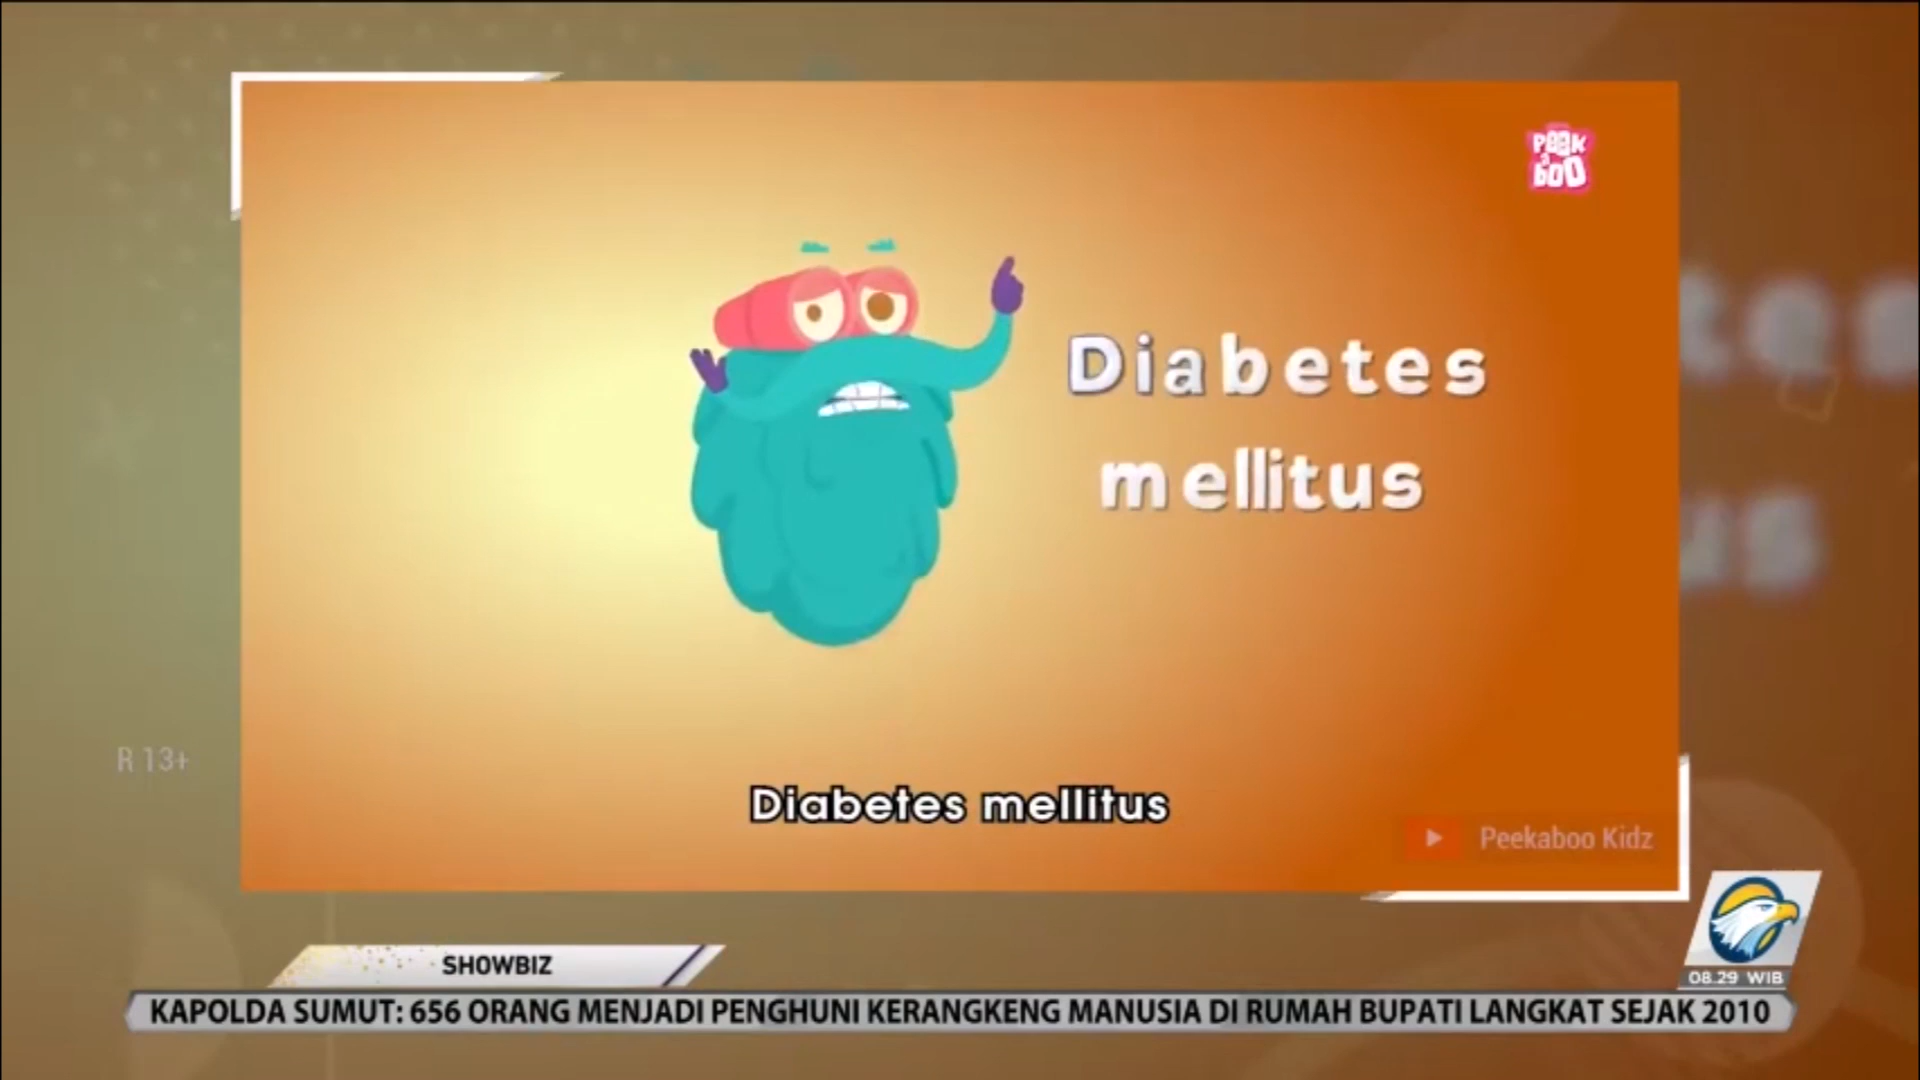 PEEK
a
boO
Diabetes
mellitus
R 13+
Diabetes mellitus
Peekaboo Kidz
SHOWBIZ
08.29 WIB
KAPOLDA SUMUT: 656 ORANG MENJADI PENGHUNI KERANGKENG MANUSIA DI RUMAH BUPATI LANGKAT SEJAK 2010